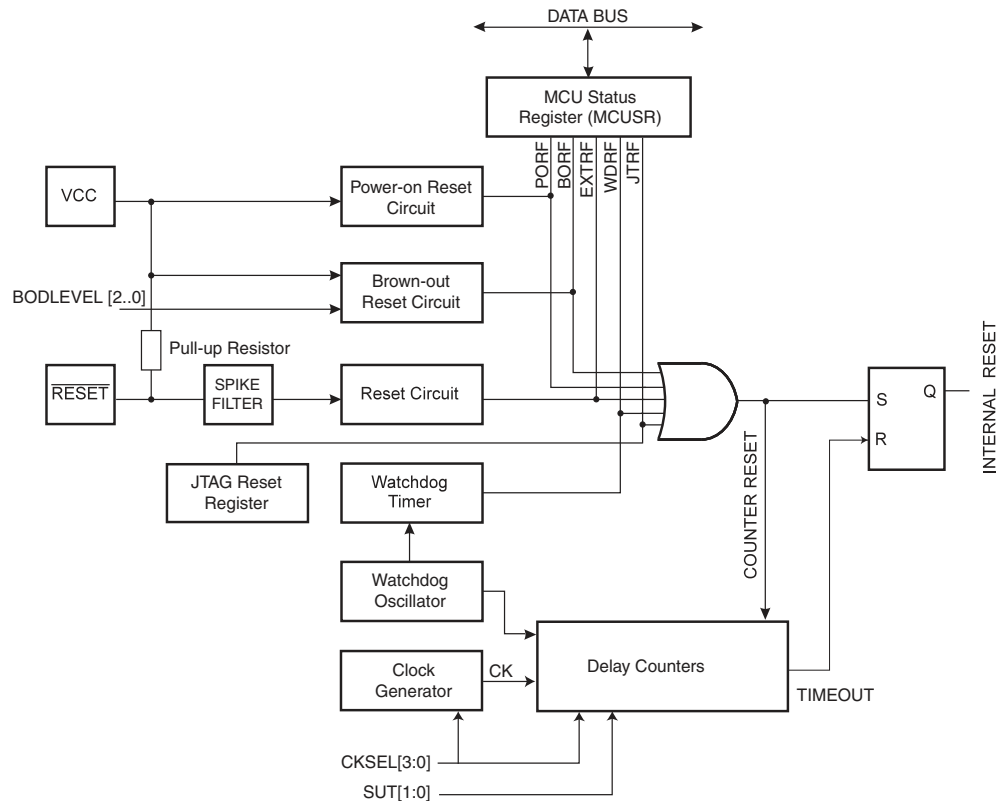 DATA BUS
MCU Status
Register (MCUSR)
PORF
BORF
EXTRF
WDRF
JTRF
VCC
Power-on Reset
Circuit
Brown-out
Reset Circuit
BODLEVEL [2..0]
Pull-up Resistor
RESET
SPIKE
FILTER
Reset Circuit
S
Q
R
INTERNAL RESET
JTAG Reset
Register
Watchdog
Timer
COUNTER RESET
Watchdog
Oscillator
Clock
Generator
CK
Delay Counters
TIMEOUT
CKSEL[3:0]
SUT[1:0]